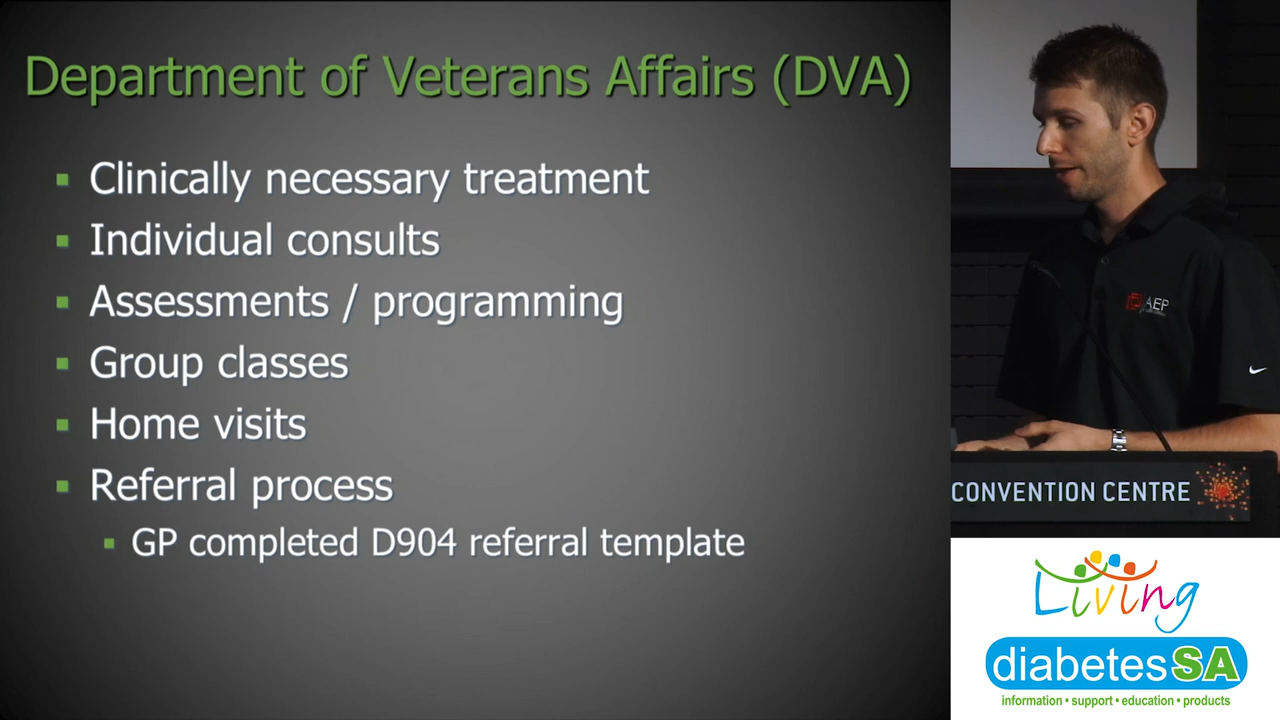 Department of Veterans Affairs (DVA)
Clinically necessary treatment
Individual consults
Assessments / programming
Group classes
Home visits
Referral process
GP completed D904 referral template
AEP
CONVENTION CENTRE
Living
diabetesSA
information • support • education • products